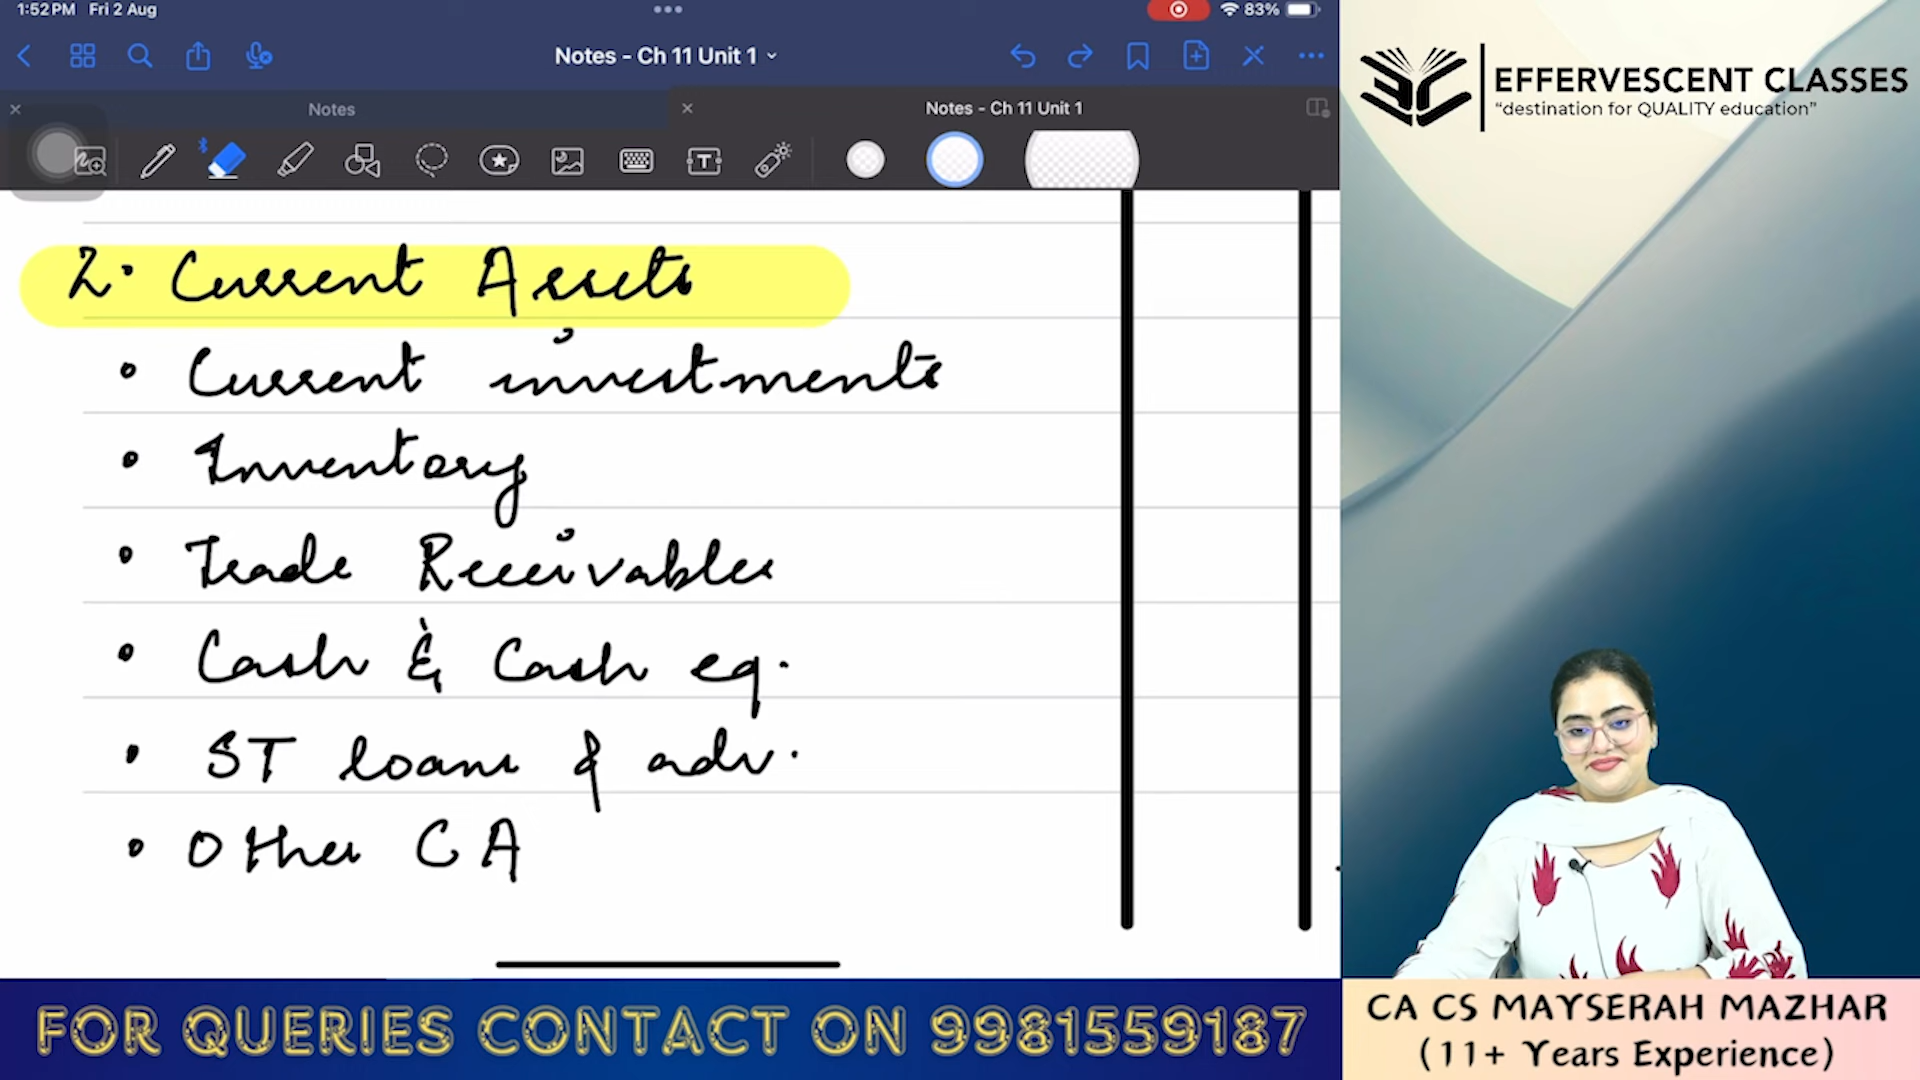 1:52 PM Fri 2 Aug
83%
Notes - Ch 11 Unit 1
Notes
Notes - Ch 11 Unit 1
T
2. Current Assets
• Current investments
• Inventory
• Trade Receivables
• Cash & Cash eq.
• ST loans & adv.
• Other CA
EFFERVESCENT CLASSES
"destination for QUALITY education"
FOR QUERIES CONTACT ON 9981559187
CA CS MAYSERAH MAZHAR
(11+ Years Experience)